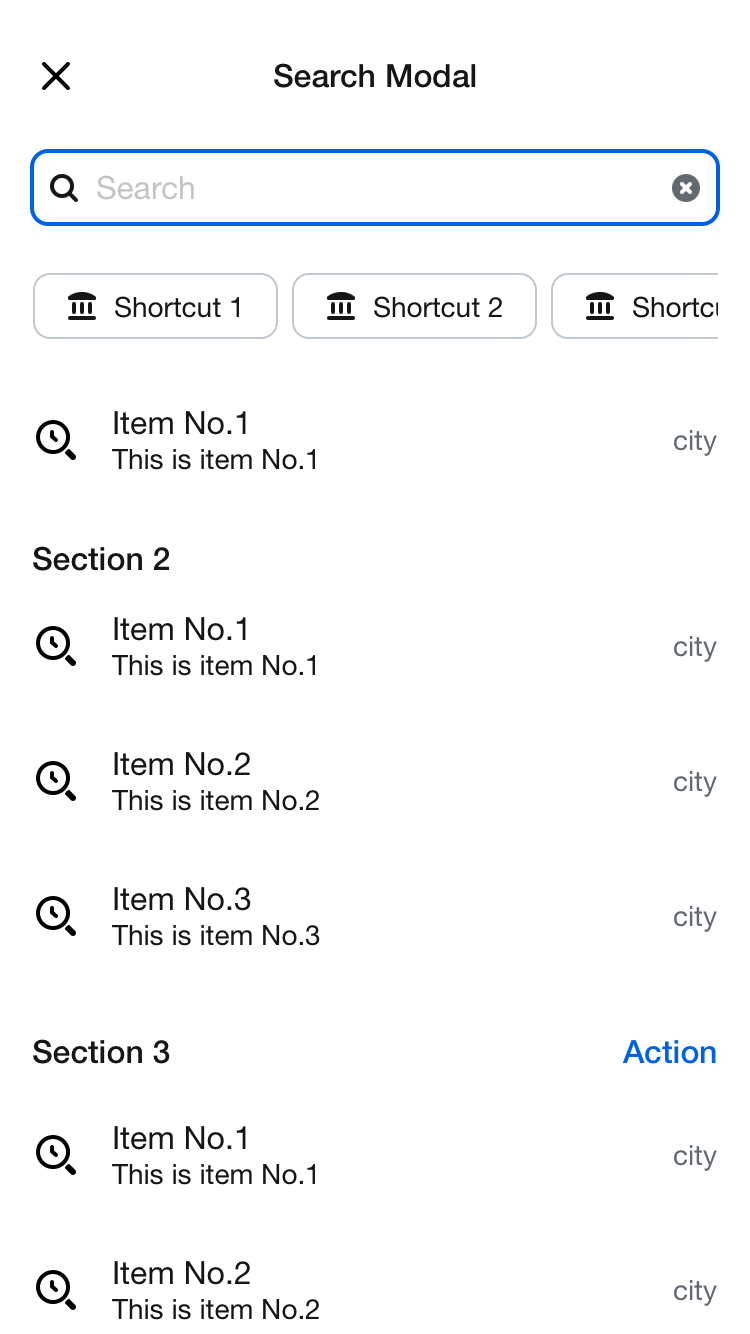 Search Modal
Search
Shortcut 1 Shortcut 2 Shortcu
Item No.1
This is item No.1
city
Section 2
Item No.1
This is item No.1
city
Item No.2
This is item No.2
city
Item No.3
This is item No.3
city
Section 3 Action
Item No.1
This is item No.1
city
Item No.2
This is item No.2
city